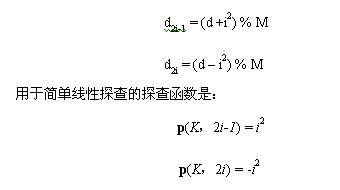 d₂ᵢ₋₁ = (d +i²) % M
d₂ᵢ = (d – i²) % M
用于简单线性探查的探查函数是：
p(K，2i-1) = i²
p(K，2i) = -i²